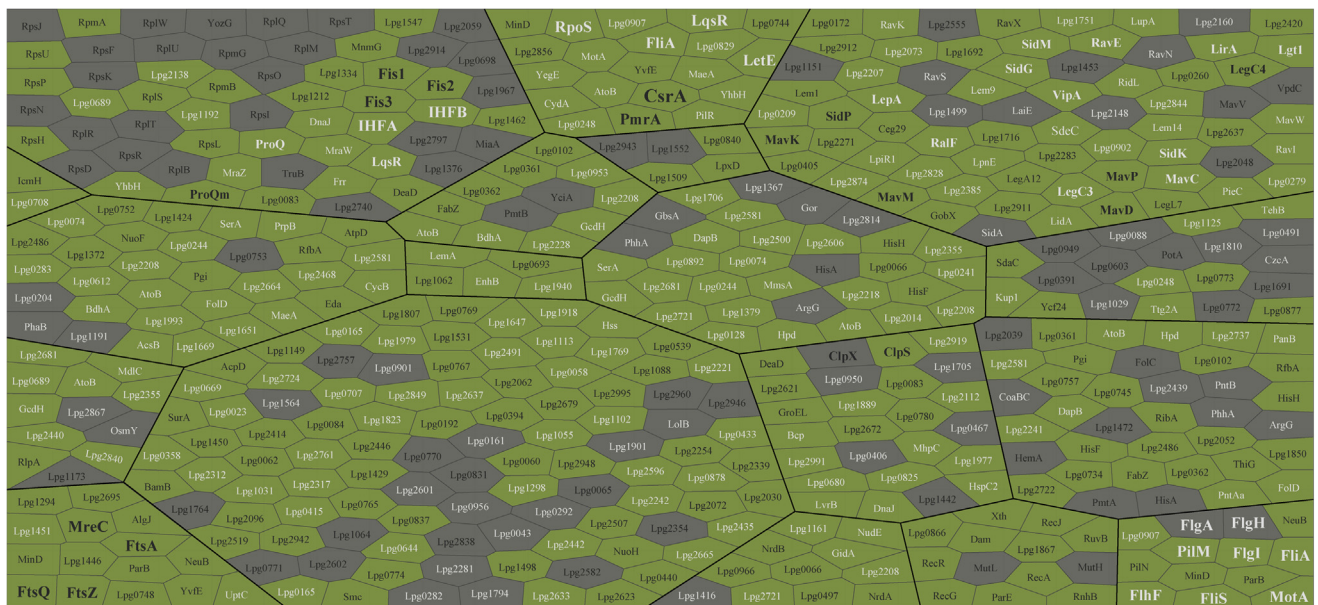 RpsJ RpmA RplW YozG RplQ RpsT Lpg1547 Lpg2059
RpsU RpsF RplU RpmG RplM MnmG Lpg2914 Lpg0698
RpsP RpsK Lpg2138 RpsO Lpg1334 Fis1 Fis2 Lpg1967
RpsN Lpg0689 RplS RpmB Lpg1212 Fis3 IHFB Lpg1462
RpsH RplR RplT Lpg1192 RpsI DnaJ IHFA Lpg2797 MiaA
RpsD RpsR RpsL ProQ MraW LqsR Lpg1376
RplB MraZ TruB Frr DeaD
IcmH Lpg0708 YhbH ProQm Lpg0083 Lpg2740
MinD RpoS Lpg0907 LqsR Lpg0744
Lpg2856 MotA FliA Lpg0829 LetE
YegE YvfE MaeA
CydA AtoB CsrA YhbH
Lpg0248 PmrA PilR
Lpg0172 RavK Lpg2555 RavX Lpg1751 LupA Lpg2160 Lpg2420
Lpg2912 Lpg2073 Lpg1692 SidM RavE RavN LirA Lgt1
Lpg1151 Lpg2207 RavS SidG Lpg1453 RidL Lpg0260 LegC4
Lem1 LepA Lem9 VipA Lpg2844 MavV VpdC
Lpg0209 SidP Ceg29 Lpg1499 LaiE Lpg2148 Lem14 MavW
MavK Lpg2271 RalF Lpg1716 SdeC Lpg0902 Lpg2637
Lpg0405 LpiR1 Lpg2828 LpnE Lpg2283 SidK Lpg2048 RavI
Lpg2874 MavM Lpg2385 LegA12 LegC3 MavP MavC Lpg0279
GobX Lpg2911 LidA MavD LegL7 PieC
SidA
Lpg0102 Lpg2943 Lpg1552 Lpg0840
Lpg0361 Lpg0953 Lpg1509 LpxD
Lpg0362 YciA Lpg2208
FabZ PmtB GcdH
AtoB BdhA Lpg2228
Lpg0074 Lpg0752 Lpg1424 SerA PrpB AtpD
Lpg2486 Lpg1372 NuoF Lpg0244 Lpg0753 RfbA Lpg2581
Lpg0283 Lpg0612 Lpg2208 Pgi Lpg2664 Lpg2468 CycB
Lpg0204 BdhA AtoB FolD MaeA Eda
PhaB Lpg1191 Lpg1993 Lpg1651
AcsB Lpg1669
LemA Lpg0693
Lpg1062 EnhB Lpg1940
Lpg1706 Lpg1367 Gor Lpg2814
GbsA Lpg2581 Lpg2606 HisH Lpg2355
PhhA DapB Lpg2500
SerA Lpg0892 Lpg0074 HisA Lpg0066 Lpg0241
GcdH Lpg2681 Lpg0244 MmsA Lpg2218 HisF
Lpg2721 Lpg1379 ArgG Lpg2014 Lpg2208
Lpg0128 Hpd AtoB
SdaC Lpg0949 Lpg0088 Lpg1125 TehB
Lpg0391 Lpg0603 PotA Lpg1810 Lpg0491
Kup1 Lpg0248 Lpg0773 CzcA
Ycf24 Lpg1029 Ttg2A Lpg0772 Lpg1691
Lpg0877
Lpg2681 MdlC
Lpg0689 AtoB Lpg2355
GcdH Lpg2867 OsmY
Lpg2440 Lpg2840
RlpA Lpg1173
Lpg1807 Lpg0769 Lpg1647 Lpg1918 Hss
Lpg0165 Lpg1979 Lpg1531 Lpg1113 Lpg0539
Lpg1149 Lpg2757 Lpg0901 Lpg0767 Lpg2491 Lpg1769 Lpg2221
AcpD Lpg2724 Lpg0058 Lpg1088
Lpg0669 Lpg1564 Lpg0707 Lpg2849 Lpg2637 Lpg2062 Lpg2995 Lpg2960 Lpg2946
SurA Lpg0023 Lpg0084 Lpg1823 Lpg0192 Lpg0394 Lpg2679 Lpg1102 LolB
Lpg1450 Lpg2414 Lpg2446 Lpg0161 Lpg1055 Lpg1901 Lpg2254 Lpg0433
Lpg0358 Lpg0062 Lpg2761 Lpg0770 Lpg0060 Lpg2948 Lpg2596 Lpg0878 Lpg2339
BamB Lpg2312 Lpg2317 Lpg1429 Lpg0831 Lpg1298 Lpg0065
Lpg1764 Lpg1031 Lpg0415 Lpg0765 Lpg2601 Lpg0956 Lpg0292 Lpg2242 Lpg2072 Lpg2030
Lpg2519 Lpg2096 Lpg2942 Lpg1064 Lpg0837 Lpg2838 Lpg0043 Lpg2507 Lpg2354 Lpg2435
Lpg0771 Lpg2602 Lpg0644 Lpg2281 Lpg2442 NuoH Lpg2665
Lpg0165 Smc Lpg0774 Lpg0282 Lpg1794 Lpg1498 Lpg2633 Lpg2582 Lpg2623 Lpg0440
DeaD ClpX ClpS Lpg2919
Lpg2621 Lpg0950 Lpg0083 Lpg1705
GroEL Lpg1889 Lpg0780 Lpg2112
Bcp Lpg2672 Lpg0467
Lpg2991 Lpg0406 MhpC Lpg1977
Lpg0680 Lpg0825 HspC2
LvrB DnaJ Lpg1442
Lpg2039 Lpg0361 AtoB Hpd Lpg2737 PanB
Lpg2581 Pgi FolC Lpg0102 RfbA
CoaBC Lpg0757 Lpg0745 Lpg2439 PntB HisH
Lpg2241 DapB Lpg1472 RibA PhhA ArgG
HemA HisF Lpg2486 Lpg2052 Lpg1850
Lpg2722 Lpg0734 FabZ Lpg0362 ThiG
PmtA HisA PntAa FolD
Lpg1294 Lpg2695
Lpg1451 MreC AlgJ
MinD Lpg1446 FtsA
ParB NeuB
FtsQ FtsZ Lpg0748 YvfE UptC
Lpg1161 NudE
NrdB GidA
Lpg0966 Lpg0066 Lpg2208
Lpg1416 Lpg2721 Lpg0497 NrdA
Lpg0866 Xth RecJ
Dam Lpg1867 RuvB
RecR MutL MutH
RecA
RecG ParE RnhB
Lpg0907 FlgA FlgH NeuB
PilM FlgI FliA
PilN MinD ParB
FlhF FliS MotA